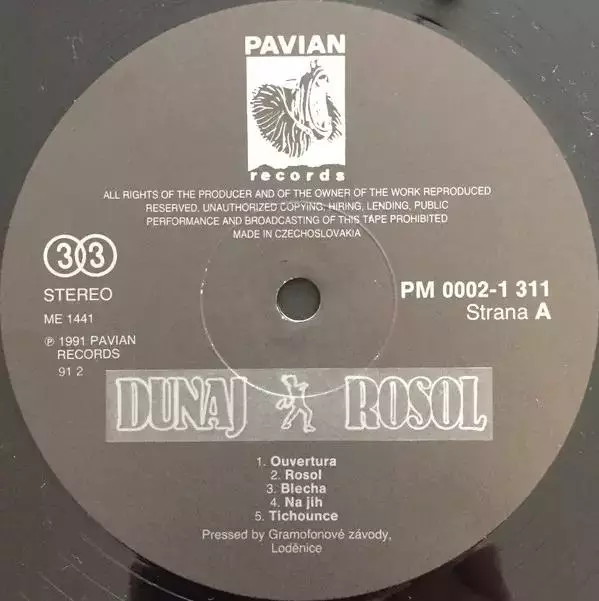 PAVIAN
records
ALL RIGHTS OF THE PRODUCER AND OF THE OWNER OF THE WORK REPRODUCED
RESERVED. UNAUTHORIZED COPYING, HIRING, LENDING, PUBLIC
PERFORMANCE AND BROADCASTING OF THIS TAPE PROHIBITED
MADE IN CZECHOSLOVAKIA
33
STEREO
ME 1441
℗ 1991 PAVIAN
RECORDS
91 2
PM 0002-1 311
Strana A
DUNAJ ROSOL
1. Ouvertura
2. Rosol
3. Blecha
4. Na jih
5. Tichounce
Pressed by Gramofonové závody,
Loděnice